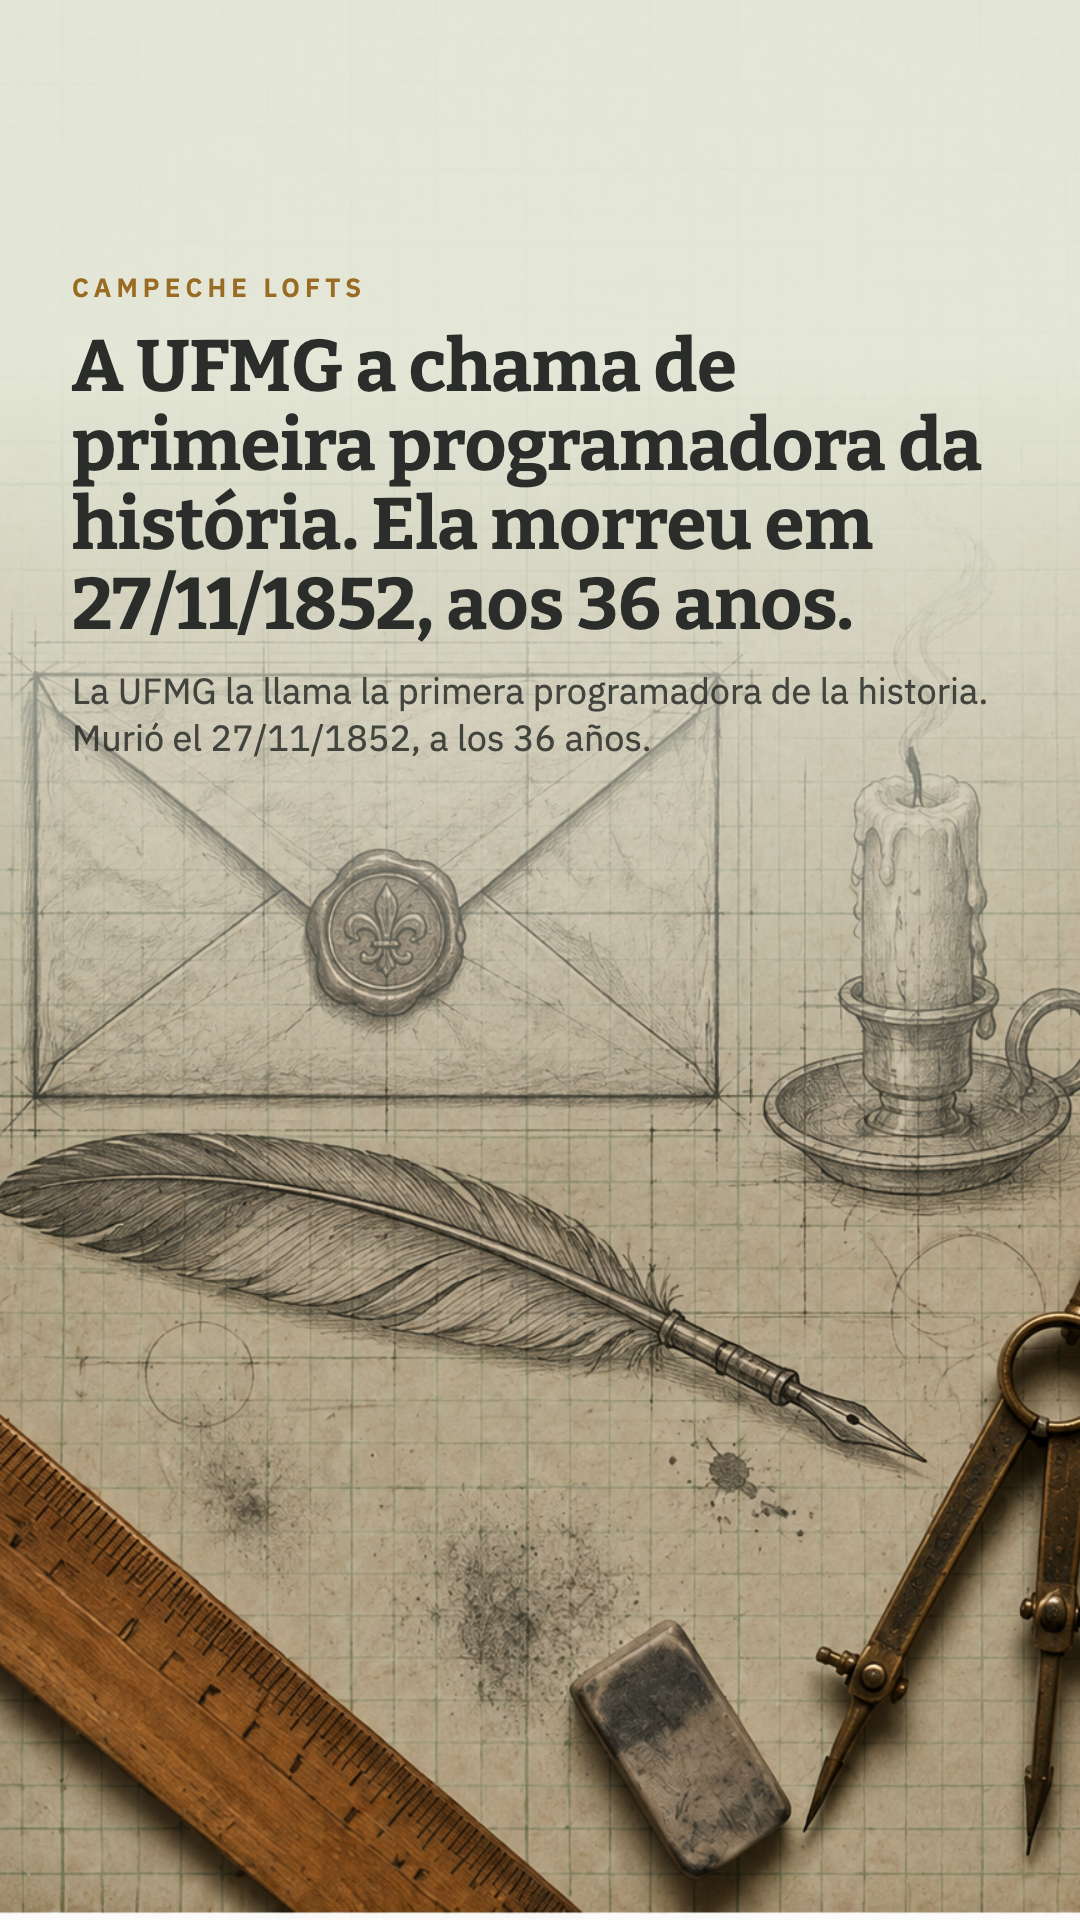 CAMPECHE LOFTS
A UFMG a chama de
primeira programadora da
história. Ela morreu em
27/11/1852, aos 36 anos.
La UFMG la llama la primera programadora de la historia.
Murió el 27/11/1852, a los 36 años.